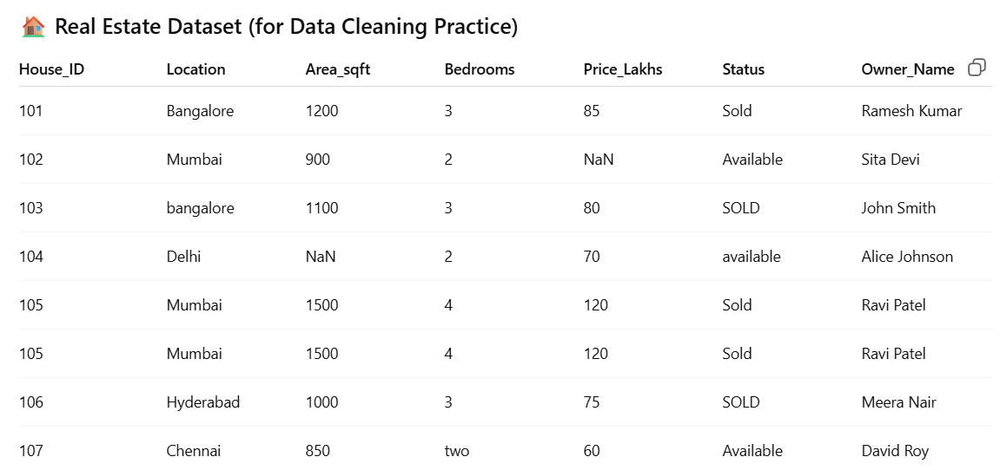 🏠 Real Estate Dataset (for Data Cleaning Practice)
House_ID Location Area_sqft Bedrooms Price_Lakhs Status Owner_Name
101 Bangalore 1200 3 85 Sold Ramesh Kumar
102 Mumbai 900 2 NaN Available Sita Devi
103 bangalore 1100 3 80 SOLD John Smith
104 Delhi NaN 2 70 available Alice Johnson
105 Mumbai 1500 4 120 Sold Ravi Patel
105 Mumbai 1500 4 120 Sold Ravi Patel
106 Hyderabad 1000 3 75 SOLD Meera Nair
107 Chennai 850 two 60 Available David Roy